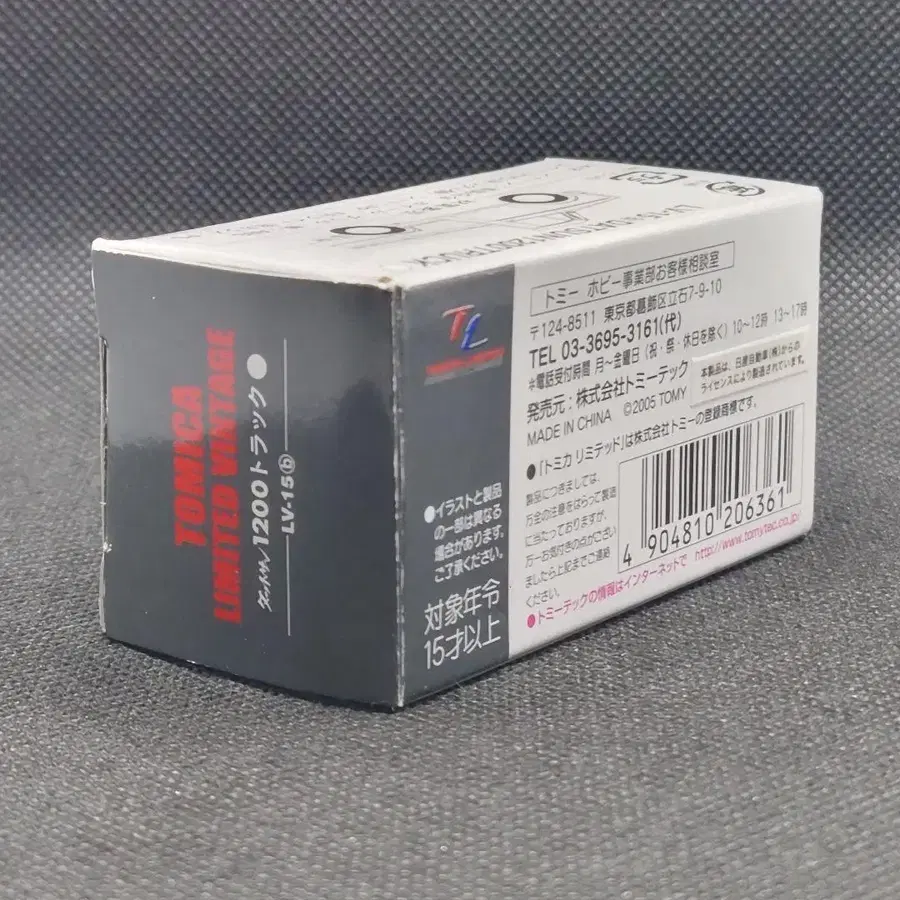 TOMICA
LIMITED VINTAGE
ダットサン/1200トラック
LV-15ⓑ
TL
●イラストと製品
の一部は異なる
場合があります。
ご了承ください。
対象年令
15才以上
トミー ホビー事業部お客様相談室
〒124-8511 東京都葛飾区立石7-9-10
TEL 03-3695-3161(代)
※電話受付時間 月〜金曜日(祝・祭・休日を除く) 10〜12時 13〜17時
発売元:株式会社トミーテック
MADE IN CHINA ©2005 TOMY
本製品は、日産自動車(株)からの
ライセンスにより製造されています。
●「トミカ リミテッド」は株式会社トミーの登録商標です。
製品につきましては、
万全の注意をはらって製造
に当たっておりますが、
万一お気付きの点がござい
ましたら上記までご連絡
ください。
4 904810 206361
●トミーテックの情報はインターネットで http://www.tomytec.co.jp/